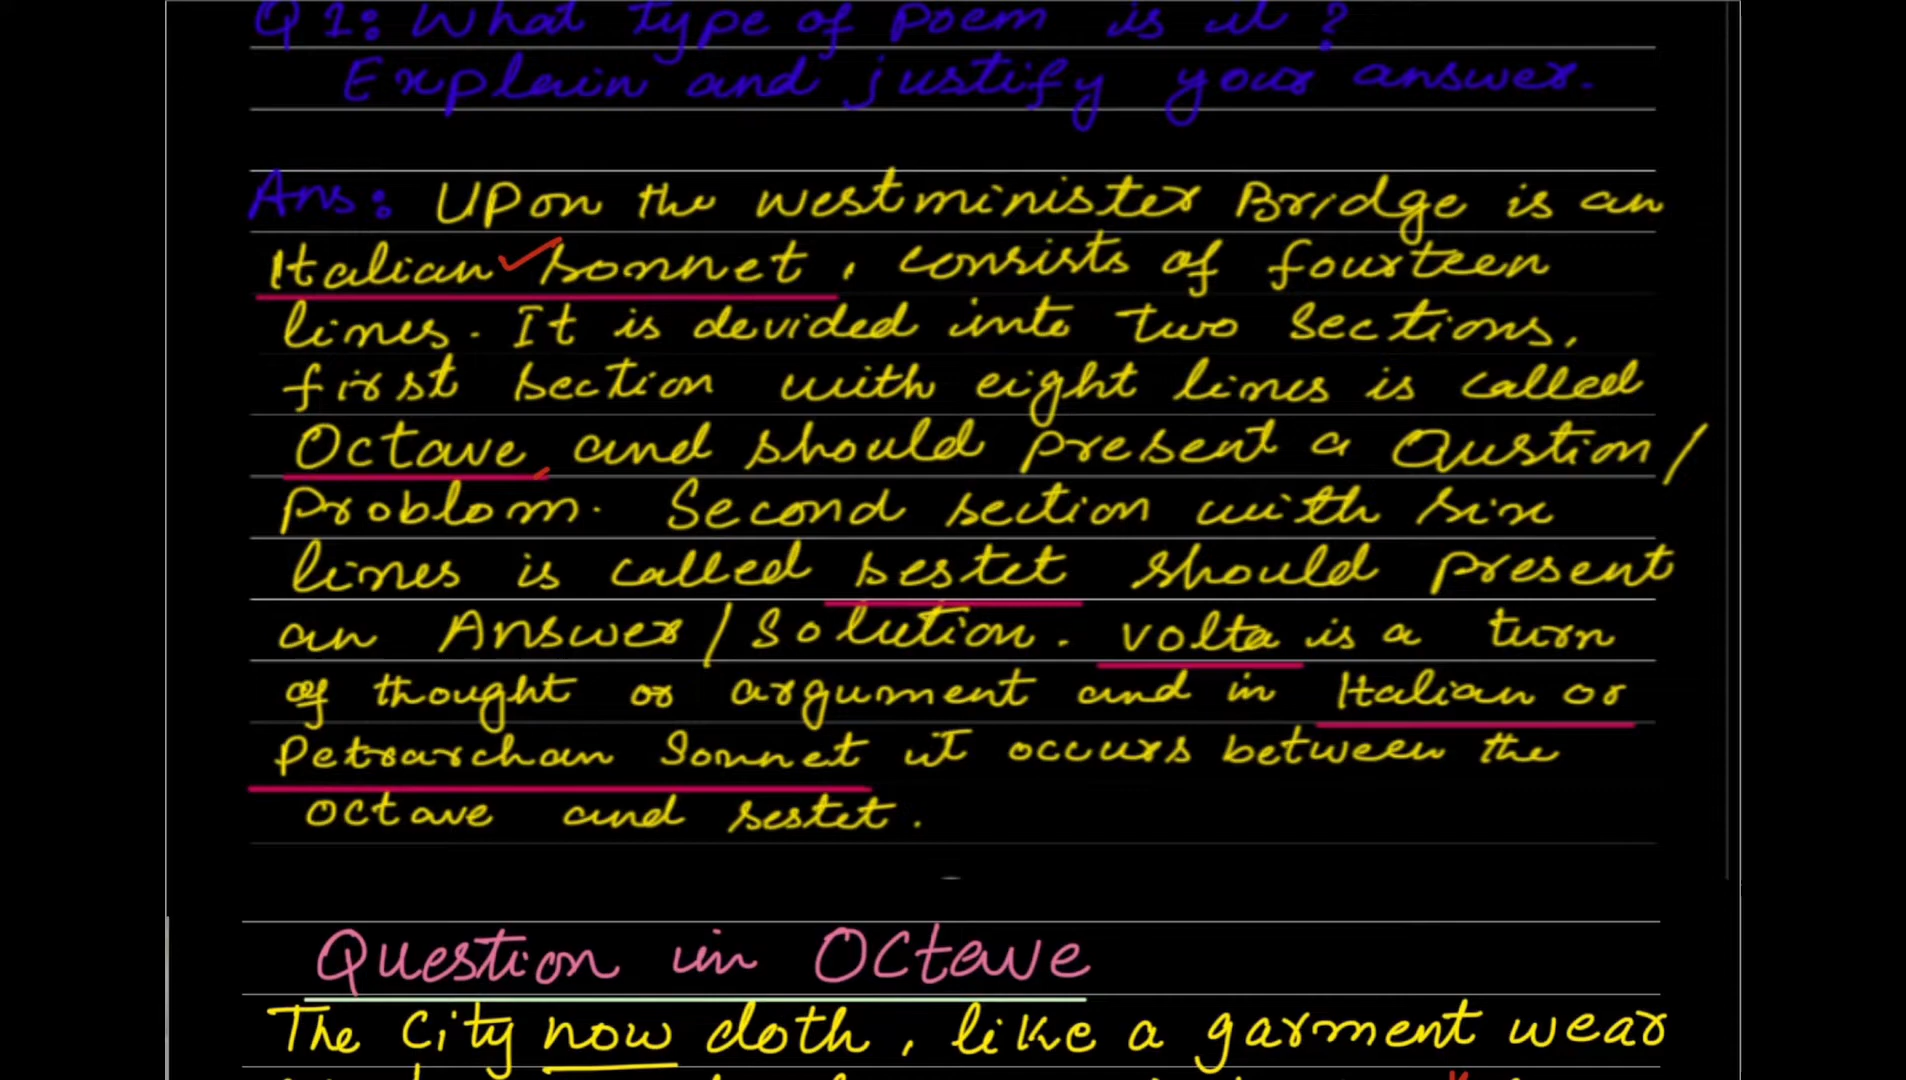 Q 1: What type of Poem is it ?
Explain and justify your answer.
Ans: UPon the westminister Bridge is an
Italian Sonnet, consists of fourteen
lines. It is devided into two sections,
first section with eight lines is called
Octave and should present a Qustion/
Problom. Second section with six
lines is called sestet should present
an Answer/Solution. Volta is a turn
of thought or argument and in Italian or
Petrarchan Sonnet it occurs between the
Octave and sestet.
Question in OCtave
The City now doth, like a garment wear